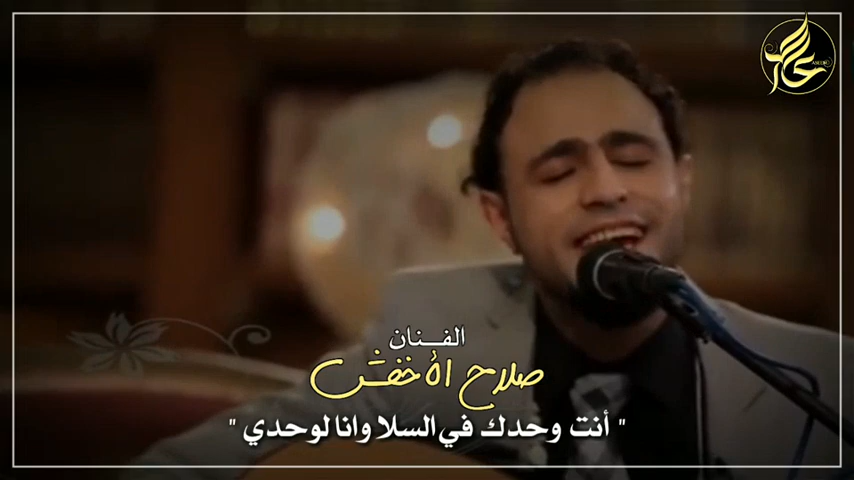 الفنان
صلاح الأخفش
" أنت وحدك في السلا وانا لوحدي "